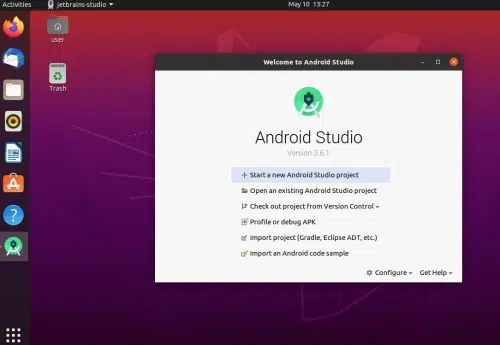 Activities
jetbrains-studio
May 10 13:27
user
Trash
Welcome to Android Studio
Android Studio
Version 3.6.1
Start a new Android Studio project
Open an existing Android Studio project
Check out project from Version Control
Profile or debug APK
Import project (Gradle, Eclipse ADT, etc.)
Import an Android code sample
Configure
Get Help